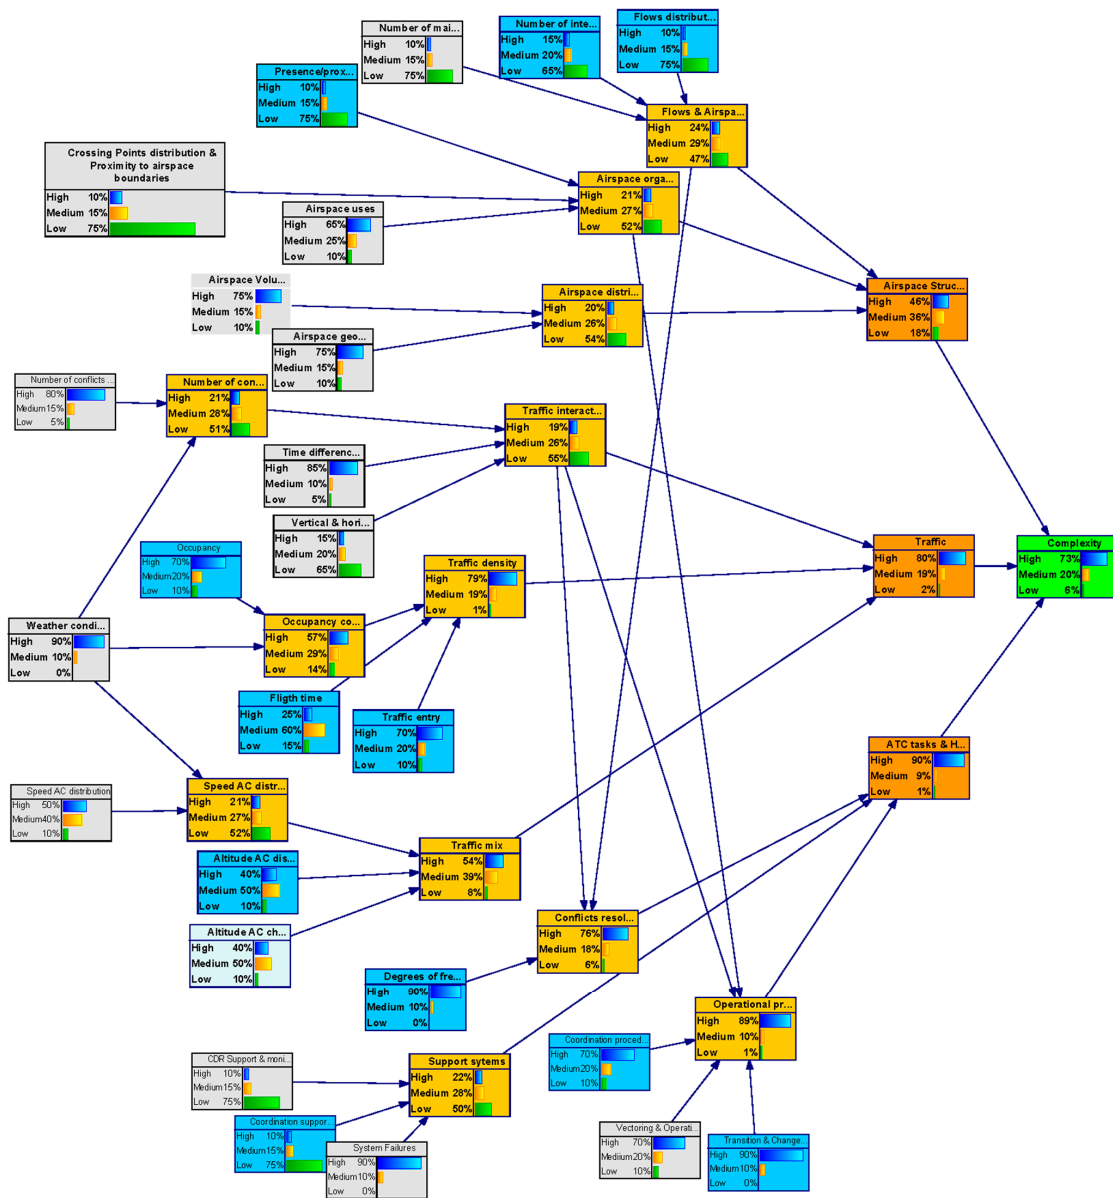 Number of mai...
High 10%
Medium 15%
Low 75%
Number of inte...
High 15%
Medium 20%
Low 65%
Flows distribut...
High 10%
Medium 15%
Low 75%
Presence/prox...
High 10%
Medium 15%
Low 75%
Flows & Airspa...
High 24%
Medium 29%
Low 47%
Crossing Points distribution &
Proximity to airspace
boundaries
High 10%
Medium 15%
Low 75%
Airspace orga...
High 21%
Medium 27%
Low 52%
Airspace uses
High 65%
Medium 25%
Low 10%
Airspace Volu...
High 75%
Medium 15%
Low 10%
Airspace distri...
High 20%
Medium 26%
Low 54%
Airspace Struc...
High 46%
Medium 36%
Low 18%
Airspace geo...
High 75%
Medium 15%
Low 10%
Number of conflicts ...
High 80%
Medium 15%
Low 5%
Number of con...
High 21%
Medium 28%
Low 51%
Traffic interact...
High 19%
Medium 26%
Low 55%
Time differenc...
High 85%
Medium 10%
Low 5%
Vertical & hori...
High 15%
Medium 20%
Low 65%
Occupancy
High 70%
Medium 20%
Low 10%
Traffic density
High 79%
Medium 19%
Low 1%
Traffic
High 80%
Medium 19%
Low 2%
Complexity
High 73%
Medium 20%
Low 6%
Weather condi...
High 90%
Medium 10%
Low 0%
Occupancy co...
High 57%
Medium 29%
Low 14%
Fligth time
High 25%
Medium 60%
Low 15%
Traffic entry
High 70%
Medium 20%
Low 10%
ATC tasks & H...
High 90%
Medium 9%
Low 1%
Speed AC distribution
High 50%
Medium 40%
Low 10%
Speed AC distr...
High 21%
Medium 27%
Low 52%
Traffic mix
High 54%
Medium 39%
Low 8%
Altitude AC dis...
High 40%
Medium 50%
Low 10%
Altitude AC ch...
High 40%
Medium 50%
Low 10%
Conflicts resol...
High 76%
Medium 18%
Low 6%
Degrees of fre...
High 90%
Medium 10%
Low 0%
Operational pr...
High 89%
Medium 10%
Low 1%
Coordination proced...
High 70%
Medium 20%
Low 10%
CDR Support & moni...
High 10%
Medium 15%
Low 75%
Support sytems
High 22%
Medium 28%
Low 50%
Coordination suppor...
High 10%
Medium 15%
Low 75%
System Failures
High 90%
Medium 10%
Low 0%
Vectoring & Operati...
High 70%
Medium 20%
Low 10%
Transition & Change...
High 90%
Medium 10%
Low 0%